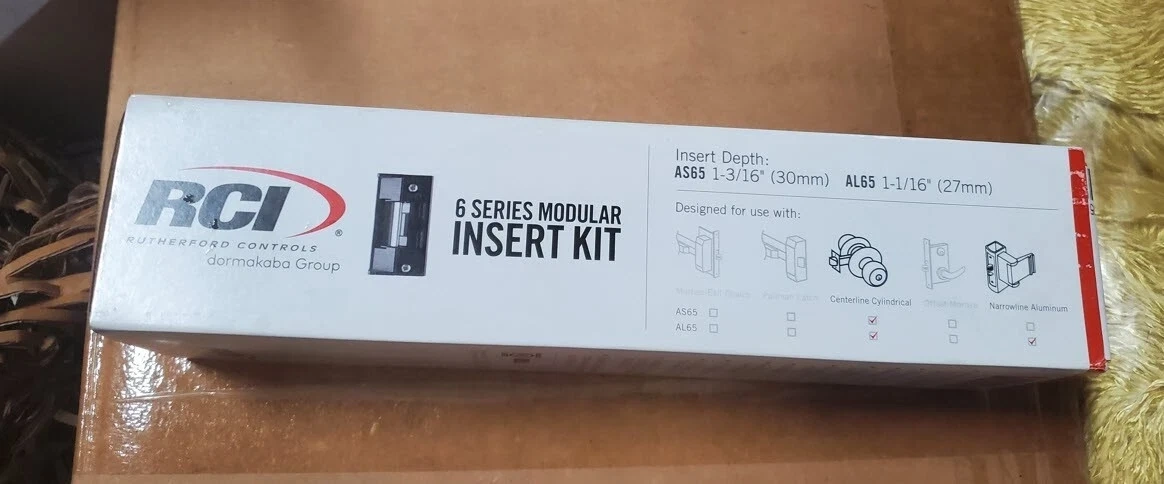 RCI
®
RUTHERFORD CONTROLS
dormakaba Group
6 SERIES MODULAR
INSERT KIT
Insert Depth:
AS65 1-3/16" (30mm) AL65 1-1/16" (27mm)
Designed for use with:
Centerline Cylindrical
Narrowline Aluminum
AS65
AL65